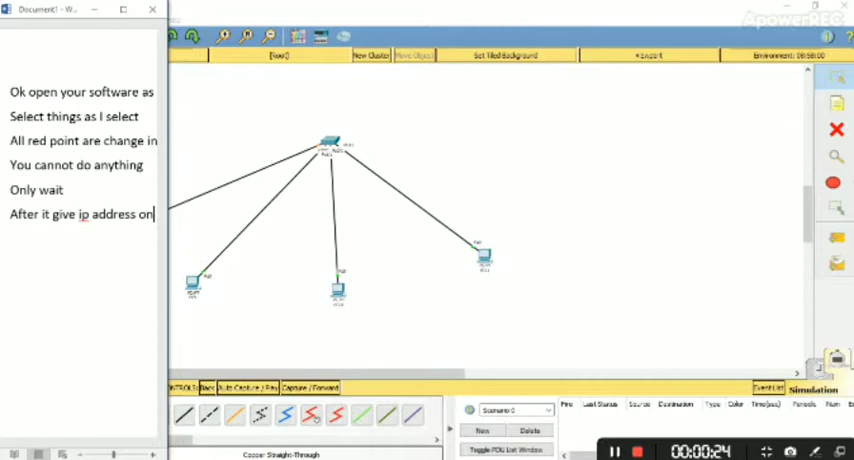 Document1 - W...
ApowerREC
[Root]
New Cluster
Move Object
Set Tiled Background
Viewport
Environment: 08:58:00
Ok open your software as
Select things as I select
All red point are change in
You cannot do anything
Only wait
After it give ip address on
Back
Auto Capture / Play
Capture / Forward
Event List
Simulation
Scenario 0
Fire
Last Status
Source
Destination
Type
Color
Time(sec)
Periodic
Num
New
Delete
Toggle PDU List Window
Copper Straight-Through
00:00:24